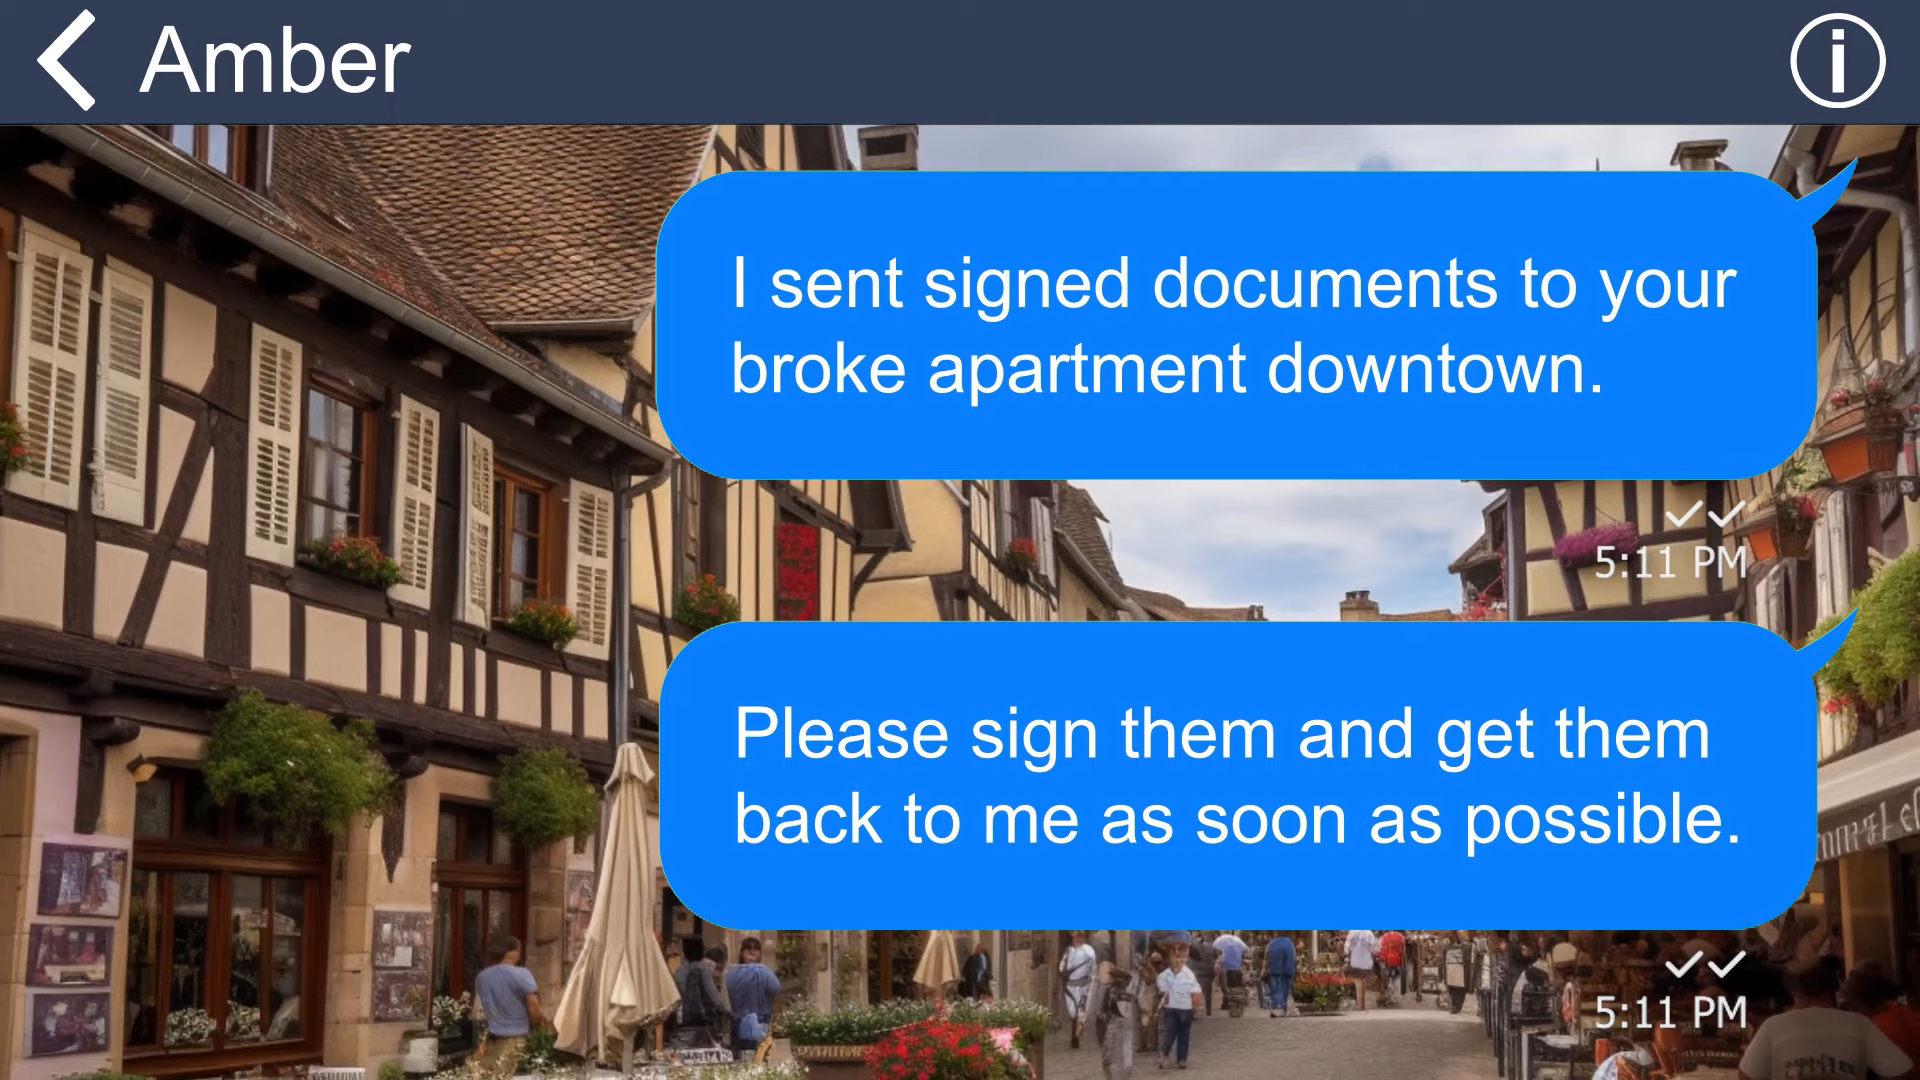 Amber
I sent signed documents to your
broke apartment downtown.
5:11 PM
Please sign them and get them
back to me as soon as possible.
5:11 PM